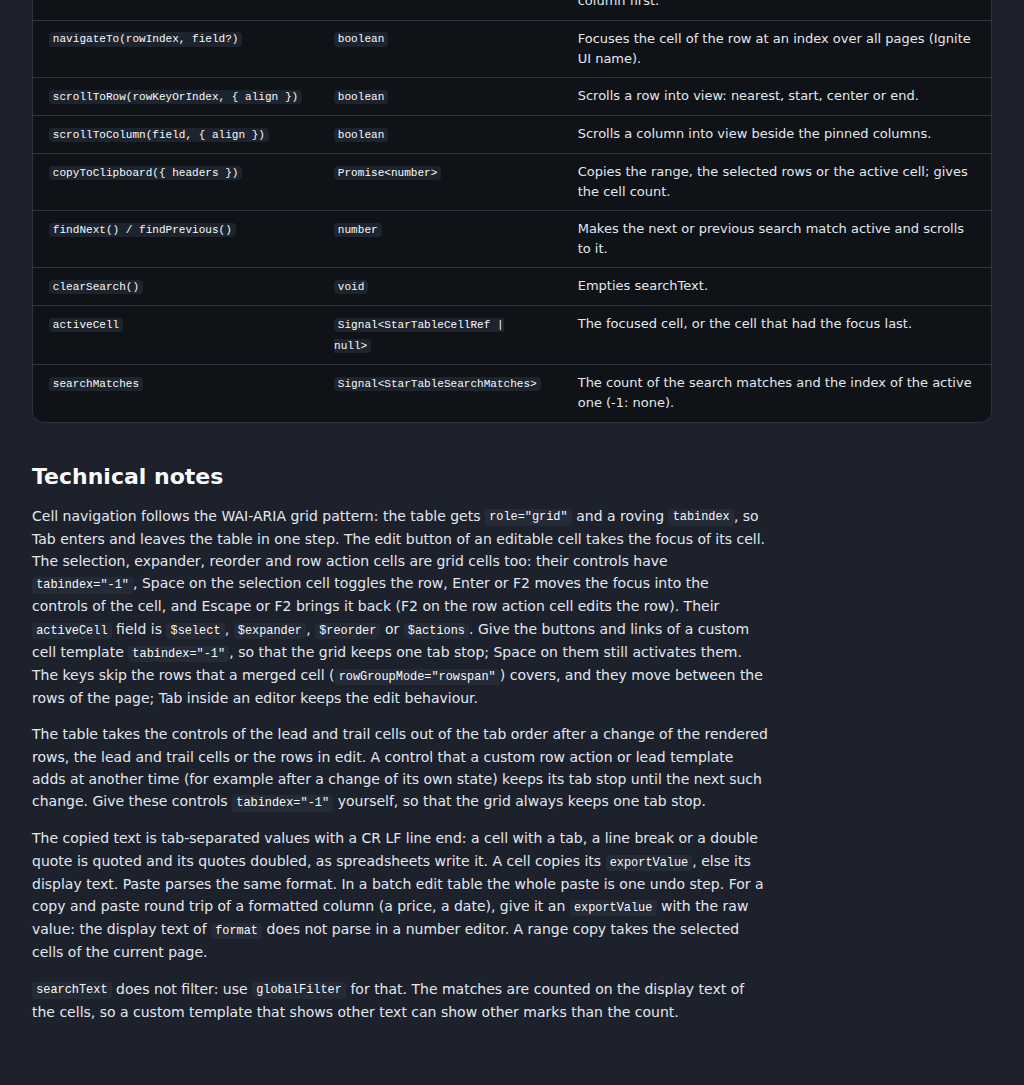 column first.
navigateTo(rowIndex, field?) boolean Focuses the cell of the row at an index over all pages (Ignite
UI name).
scrollToRow(rowKeyOrIndex, { align }) boolean Scrolls a row into view: nearest, start, center or end.
scrollToColumn(field, { align }) boolean Scrolls a column into view beside the pinned columns.
copyToClipboard({ headers }) Promise<number> Copies the range, the selected rows or the active cell; gives
the cell count.
findNext() / findPrevious() number Makes the next or previous search match active and scrolls
to it.
clearSearch() void Empties searchText.
activeCell Signal<StarTableCellRef | The focused cell, or the cell that had the focus last.
null>
searchMatches Signal<StarTableSearchMatches> The count of the search matches and the index of the active
one (-1: none).
Technical notes
Cell navigation follows the WAI-ARIA grid pattern: the table gets role="grid" and a roving tabindex, so
Tab enters and leaves the table in one step. The edit button of an editable cell takes the focus of its cell.
The selection, expander, reorder and row action cells are grid cells too: their controls have
tabindex="-1", Space on the selection cell toggles the row, Enter or F2 moves the focus into the
controls of the cell, and Escape or F2 brings it back (F2 on the row action cell edits the row). Their
activeCell field is $select, $expander, $reorder or $actions. Give the buttons and links of a custom
cell template tabindex="-1", so that the grid keeps one tab stop; Space on them still activates them.
The keys skip the rows that a merged cell (rowGroupMode="rowspan") covers, and they move between the
rows of the page; Tab inside an editor keeps the edit behaviour.
The table takes the controls of the lead and trail cells out of the tab order after a change of the rendered
rows, the lead and trail cells or the rows in edit. A control that a custom row action or lead template
adds at another time (for example after a change of its own state) keeps its tab stop until the next such
change. Give these controls tabindex="-1" yourself, so that the grid always keeps one tab stop.
The copied text is tab-separated values with a CR LF line end: a cell with a tab, a line break or a double
quote is quoted and its quotes doubled, as spreadsheets write it. A cell copies its exportValue, else its
display text. Paste parses the same format. In a batch edit table the whole paste is one undo step. For a
copy and paste round trip of a formatted column (a price, a date), give it an exportValue with the raw
value: the display text of format does not parse in a number editor. A range copy takes the selected
cells of the current page.
searchText does not filter: use globalFilter for that. The matches are counted on the display text of
the cells, so a custom template that shows other text can show other marks than the count.